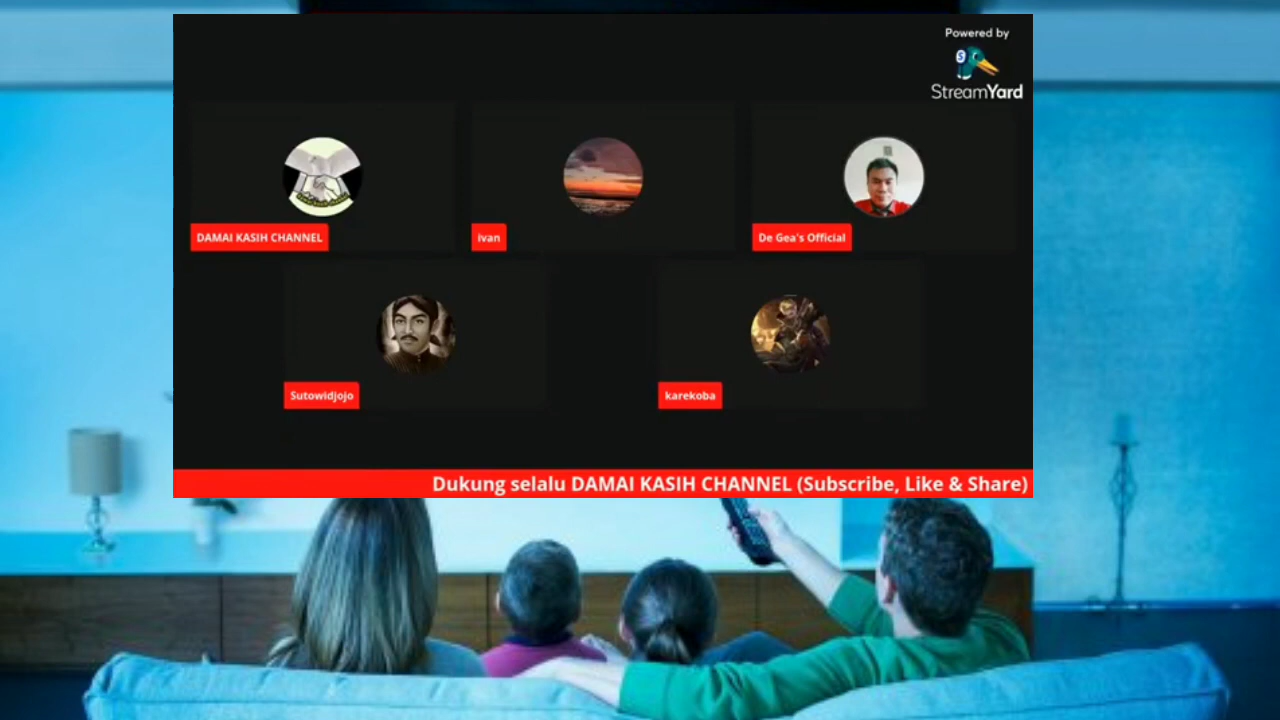 Powered by
StreamYard
DAMAI KASIH CHANNEL
ivan
De Gea's Official
Sutowidjojo
karekoba
Dukung selalu DAMAI KASIH CHANNEL (Subscribe, Like & Share)